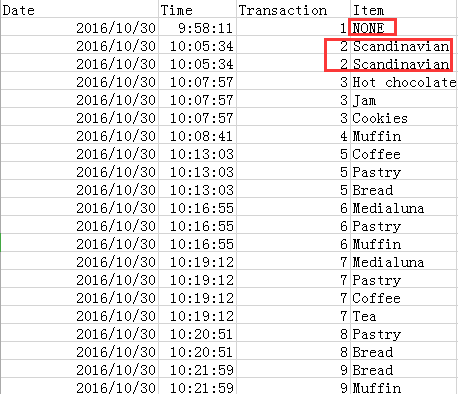 Date Time Transaction Item
2016/10/30 9:58:11 1 NONE
2016/10/30 10:05:34 2 Scandinavian
2016/10/30 10:05:34 2 Scandinavian
2016/10/30 10:07:57 3 Hot chocolate
2016/10/30 10:07:57 3 Jam
2016/10/30 10:07:57 3 Cookies
2016/10/30 10:08:41 4 Muffin
2016/10/30 10:13:03 5 Coffee
2016/10/30 10:13:03 5 Pastry
2016/10/30 10:13:03 5 Bread
2016/10/30 10:16:55 6 Medialuna
2016/10/30 10:16:55 6 Pastry
2016/10/30 10:16:55 6 Muffin
2016/10/30 10:19:12 7 Medialuna
2016/10/30 10:19:12 7 Pastry
2016/10/30 10:19:12 7 Coffee
2016/10/30 10:19:12 7 Tea
2016/10/30 10:20:51 8 Pastry
2016/10/30 10:20:51 8 Bread
2016/10/30 10:21:59 9 Bread
2016/10/30 10:21:59 9 Muffin